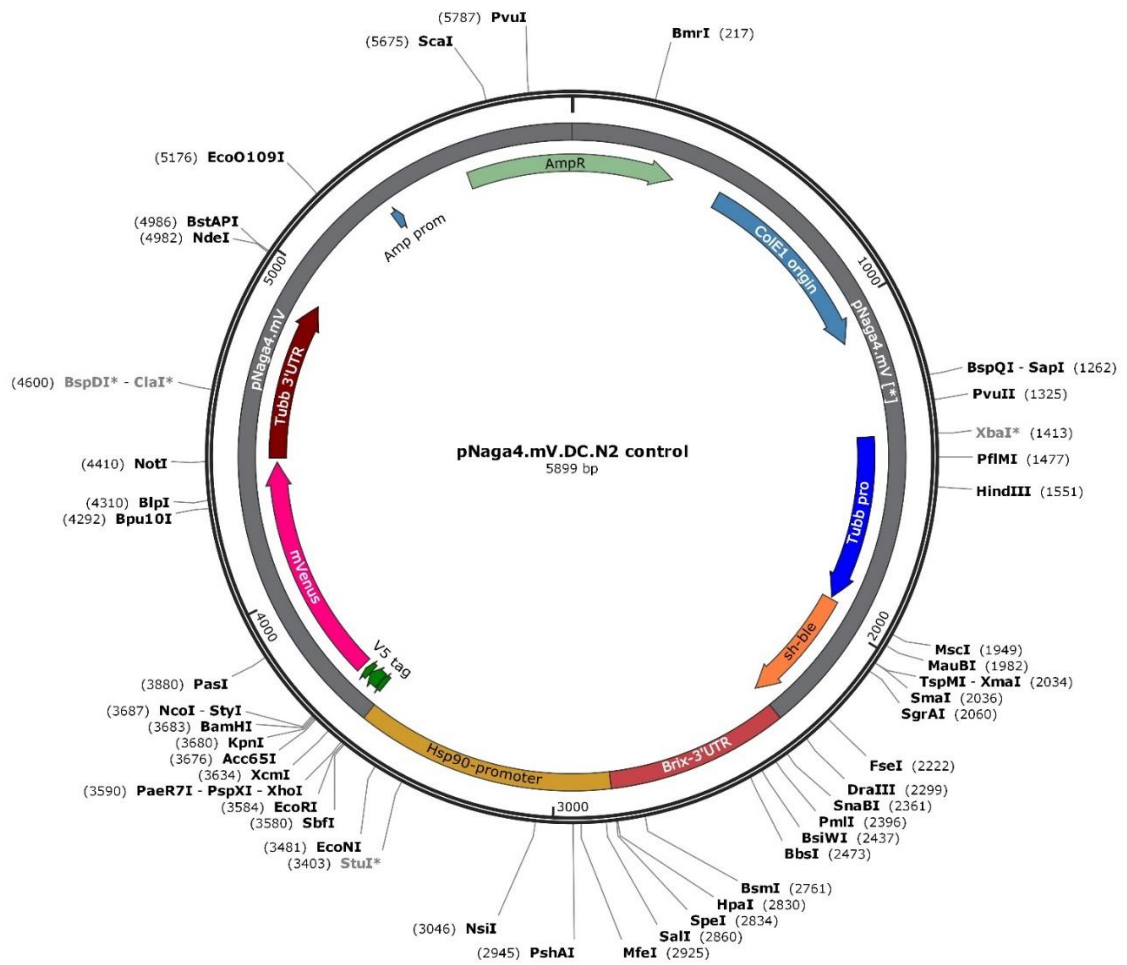 (5787) PvuI
(5675) ScaI
BmrI (217)
(5176) EcoO109I
(4986) BstAPI
(4982) NdeI
(4600) BspDI* - ClaI*
(4410) NotI
(4310) BlpI
(4292) Bpu10I
(3880) PasI
(3687) NcoI - StyI
(3683) BamHI
(3680) KpnI
(3676) Acc65I
(3634) XcmI
(3590) PaeR7I - PspXI - XhoI
(3584) EcoRI
(3580) SbfI
(3481) EcoNI
(3403) StuI*
(3046) NsiI
(2945) PshAI
BspQI - SapI (1262)
PvuII (1325)
XbaI* (1413)
PflMI (1477)
HindIII (1551)
MscI (1949)
MauBI (1982)
TspMI - XmaI (2034)
SmaI (2036)
SgrAI (2060)
FseI (2222)
DraIII (2299)
SnaBI (2361)
PmlI (2396)
BsiWI (2437)
BbsI (2473)
BsmI (2761)
HpaI (2830)
SpeI (2834)
SalI (2860)
MfeI (2925)
AmpR
Amp prom
ColE1 origin
1000
pNaga4.mV [*]
Tubb pro
2000
sh-ble
Brix-3'UTR
3000
Hsp90-promoter
V5 tag
4000
mVenus
Tubb 3'UTR
pNaga4.mV
5000
pNaga4.mV.DC.N2 control
5899 bp